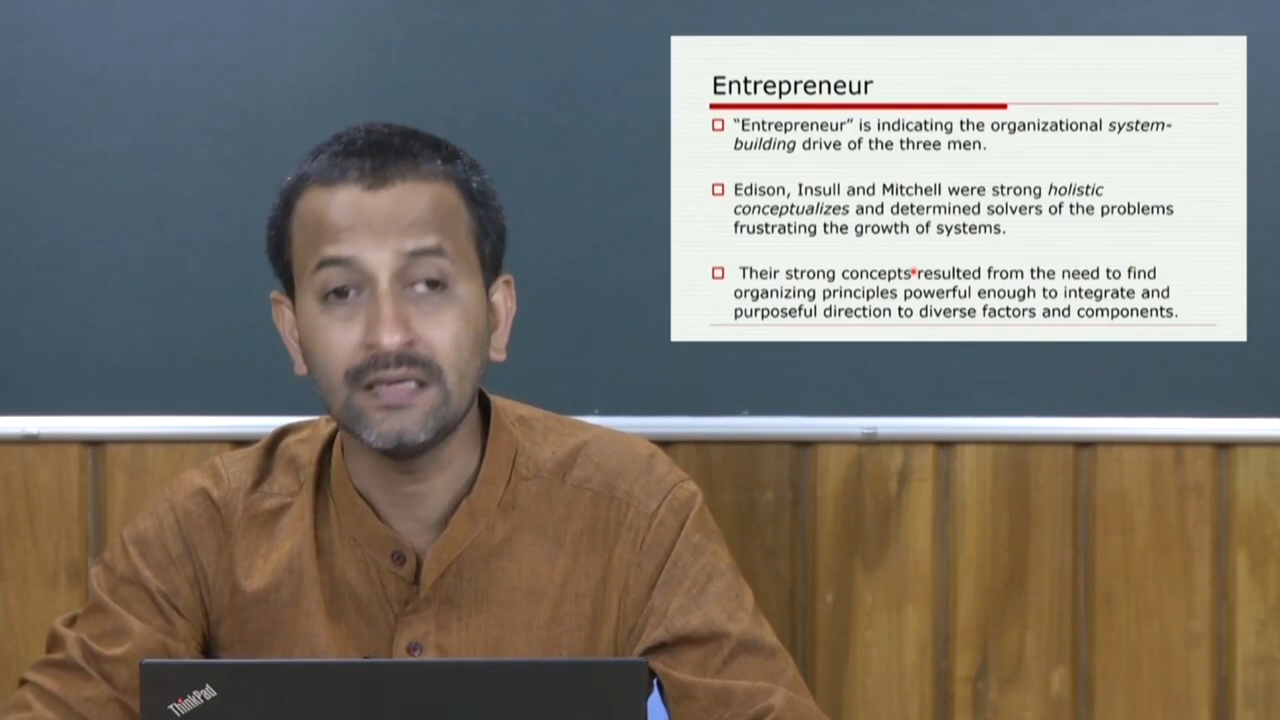 Entrepreneur
“Entrepreneur” is indicating the organizational system-
building drive of the three men.
Edison, Insull and Mitchell were strong holistic
conceptualizes and determined solvers of the problems
frustrating the growth of systems.
Their strong concepts resulted from the need to find
organizing principles powerful enough to integrate and
purposeful direction to diverse factors and components.
ThinkPad